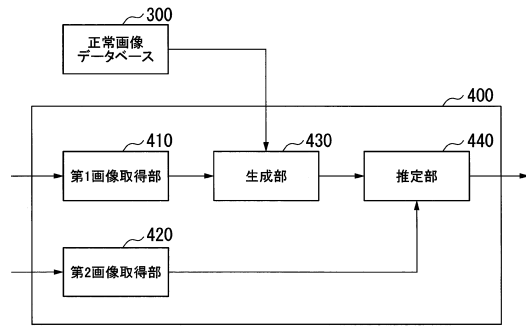 300
正常画像
データベース
400
410
第1画像取得部
430
生成部
440
推定部
420
第2画像取得部